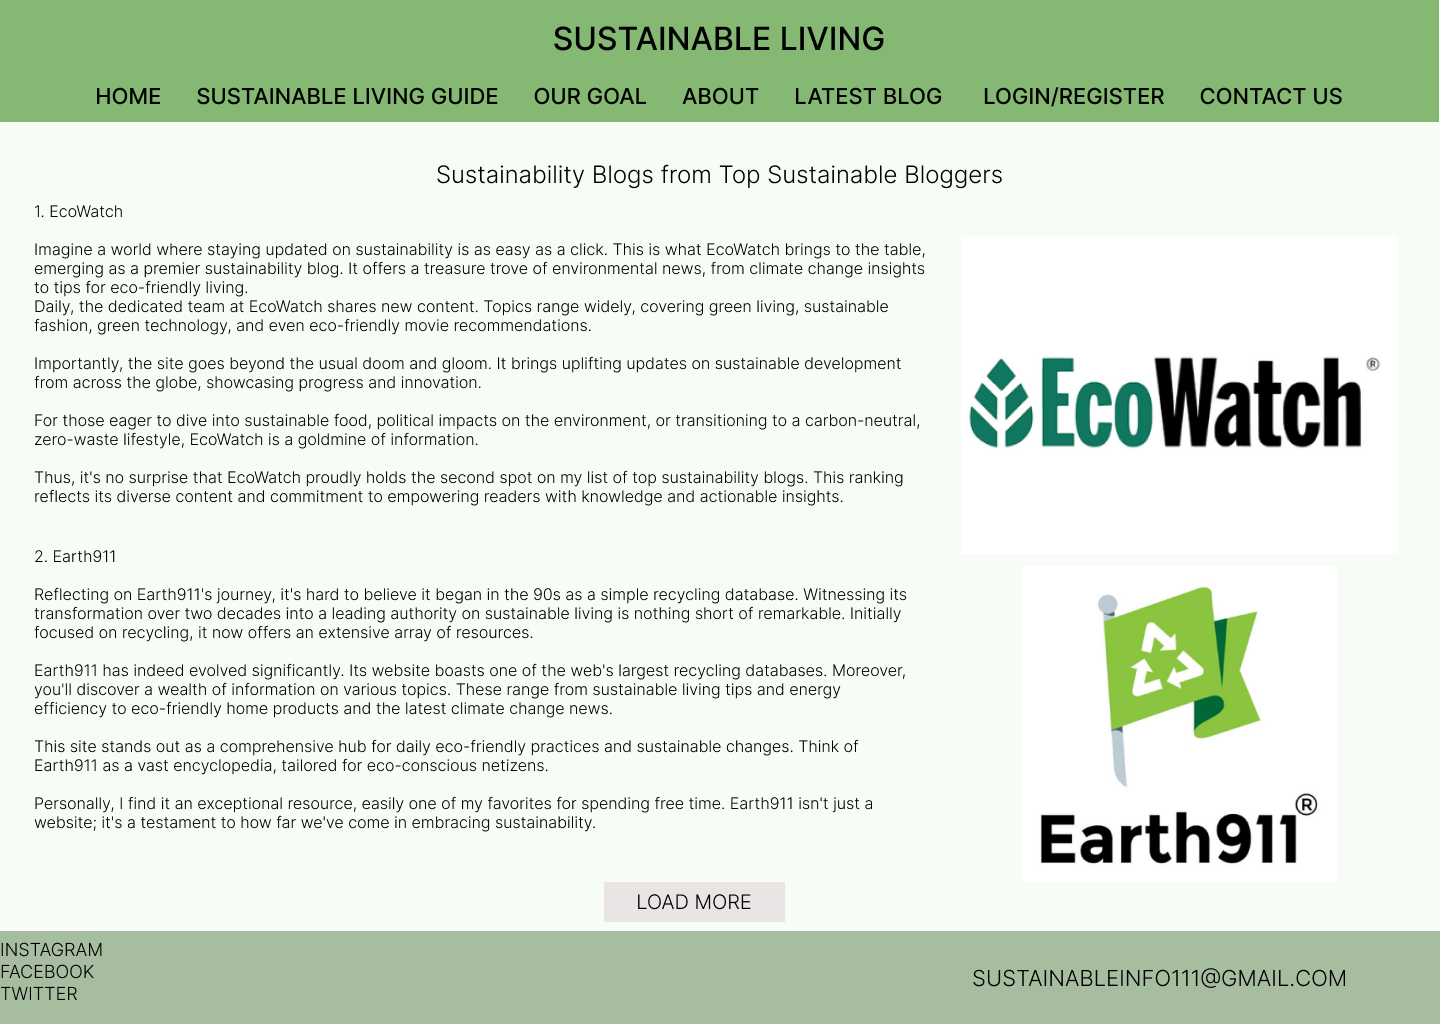 SUSTAINABLE LIVING
HOME SUSTAINABLE LIVING GUIDE OUR GOAL ABOUT LATEST BLOG LOGIN/REGISTER CONTACT US
Sustainability Blogs from Top Sustainable Bloggers
1. EcoWatch
Imagine a world where staying updated on sustainability is as easy as a click. This is what EcoWatch brings to the table,
emerging as a premier sustainability blog. It offers a treasure trove of environmental news, from climate change insights
to tips for eco-friendly living.
Daily, the dedicated team at EcoWatch shares new content. Topics range widely, covering green living, sustainable
fashion, green technology, and even eco-friendly movie recommendations.
Importantly, the site goes beyond the usual doom and gloom. It brings uplifting updates on sustainable development
from across the globe, showcasing progress and innovation.
For those eager to dive into sustainable food, political impacts on the environment, or transitioning to a carbon-neutral,
zero-waste lifestyle, EcoWatch is a goldmine of information.
Thus, it's no surprise that EcoWatch proudly holds the second spot on my list of top sustainability blogs. This ranking
reflects its diverse content and commitment to empowering readers with knowledge and actionable insights.
EcoWatch ®
2. Earth911
Reflecting on Earth911's journey, it's hard to believe it began in the 90s as a simple recycling database. Witnessing its
transformation over two decades into a leading authority on sustainable living is nothing short of remarkable. Initially
focused on recycling, it now offers an extensive array of resources.
Earth911 has indeed evolved significantly. Its website boasts one of the web's largest recycling databases. Moreover,
you'll discover a wealth of information on various topics. These range from sustainable living tips and energy
efficiency to eco-friendly home products and the latest climate change news.
This site stands out as a comprehensive hub for daily eco-friendly practices and sustainable changes. Think of
Earth911 as a vast encyclopedia, tailored for eco-conscious netizens.
Personally, I find it an exceptional resource, easily one of my favorites for spending free time. Earth911 isn't just a
website; it's a testament to how far we've come in embracing sustainability.
Earth911®
LOAD MORE
INSTAGRAM
FACEBOOK
TWITTER
SUSTAINABLEINFO111@GMAIL.COM